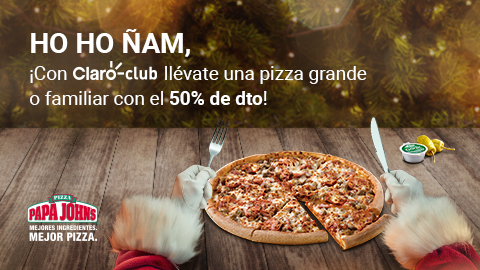 HO HO ÑAM,
¡Con Claro-club llévate una pizza grande
o familiar con el 50% de dto!
PIZZA
PAPA JOHNS
MEJORES INGREDIENTES.
MEJOR PIZZA.